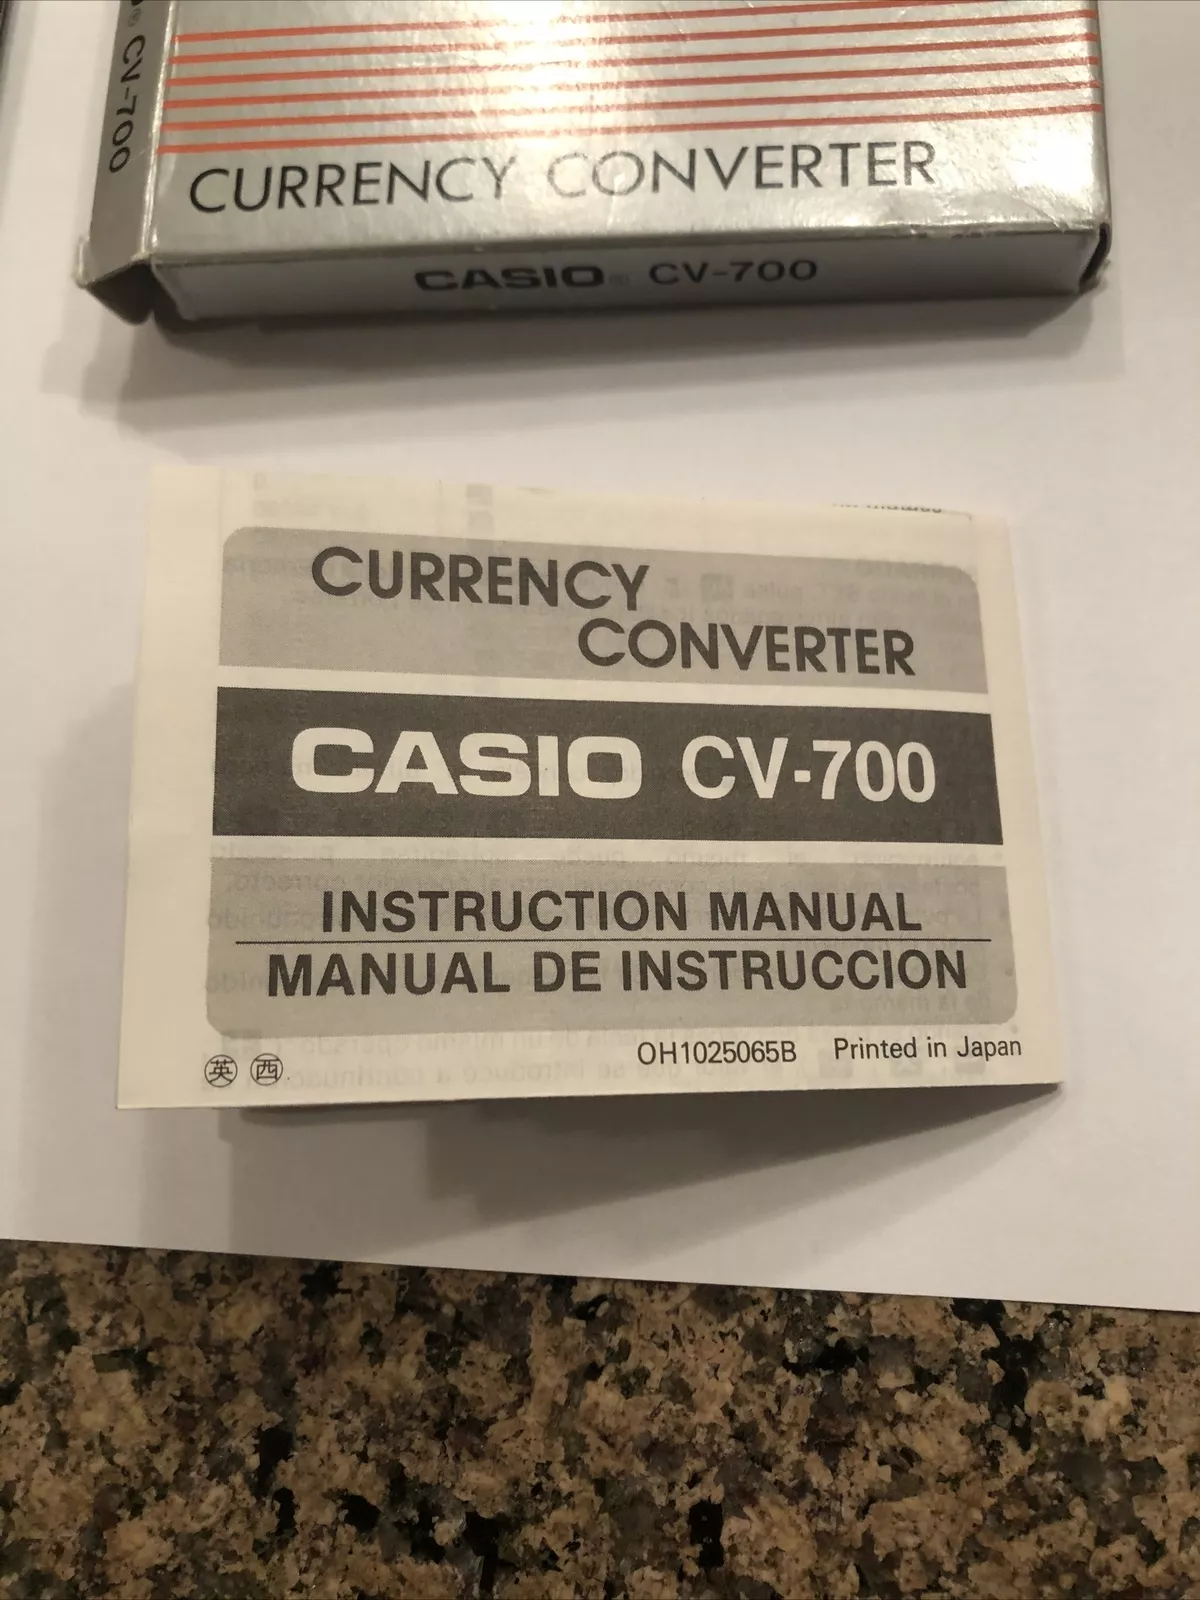 CV-700
CURRENCY CONVERTER
CASIO® CV-700
CURRENCY
CONVERTER
CASIO CV-700
INSTRUCTION MANUAL
MANUAL DE INSTRUCCION
OH1025065B Printed in Japan
英 西